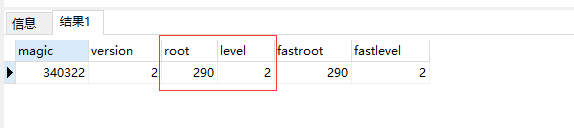 信息 结果1
magic version root level fastroot fastlevel
340322 2 290 2 290 2